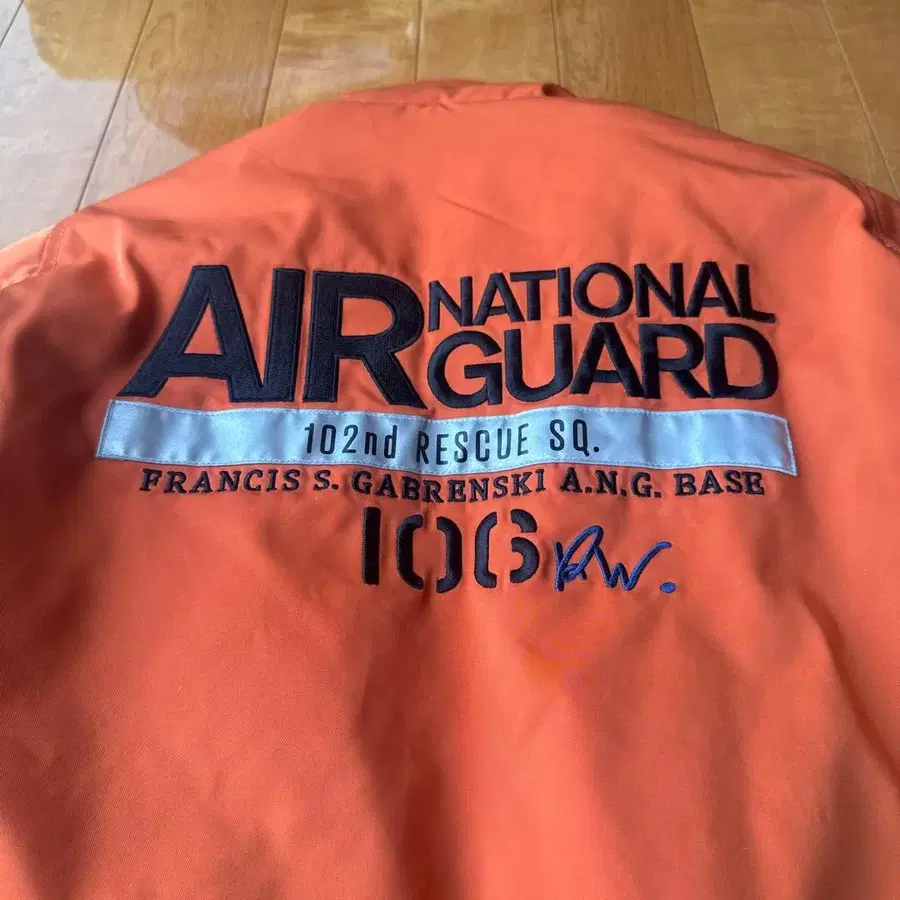 AIR NATIONAL GUARD
102nd RESCUE SQ.
FRANCIS S. GABRENSKI A.N.G. BASE
106 RW.